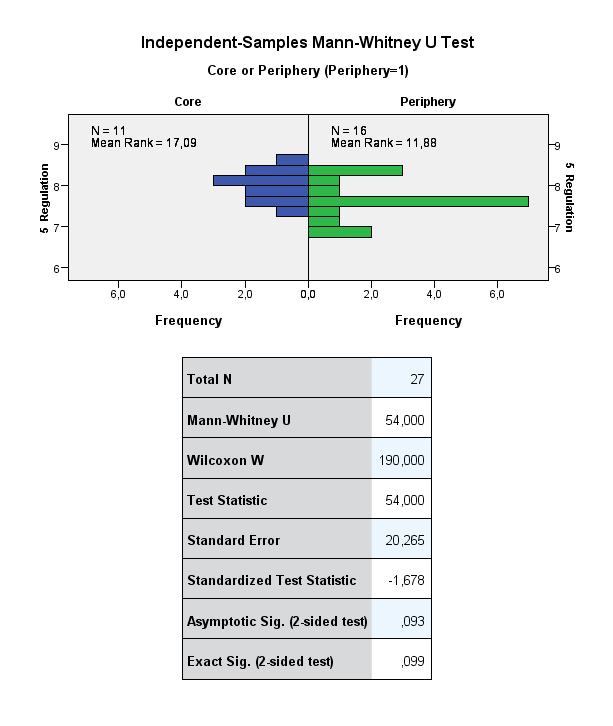 Independent-Samples Mann-Whitney U Test
Core or Periphery (Periphery=1)
Core Periphery
N = 11
Mean Rank = 17,09
N = 16
Mean Rank = 11,88
5 Regulation
9
8
7
6
9
8
7
6
5 Regulation
6,0 4,0 2,0 0,0 2,0 4,0 6,0
Frequency Frequency
Total N 27
Mann-Whitney U 54,000
Wilcoxon W 190,000
Test Statistic 54,000
Standard Error 20,265
Standardized Test Statistic -1,678
Asymptotic Sig. (2-sided test) ,093
Exact Sig. (2-sided test) ,099